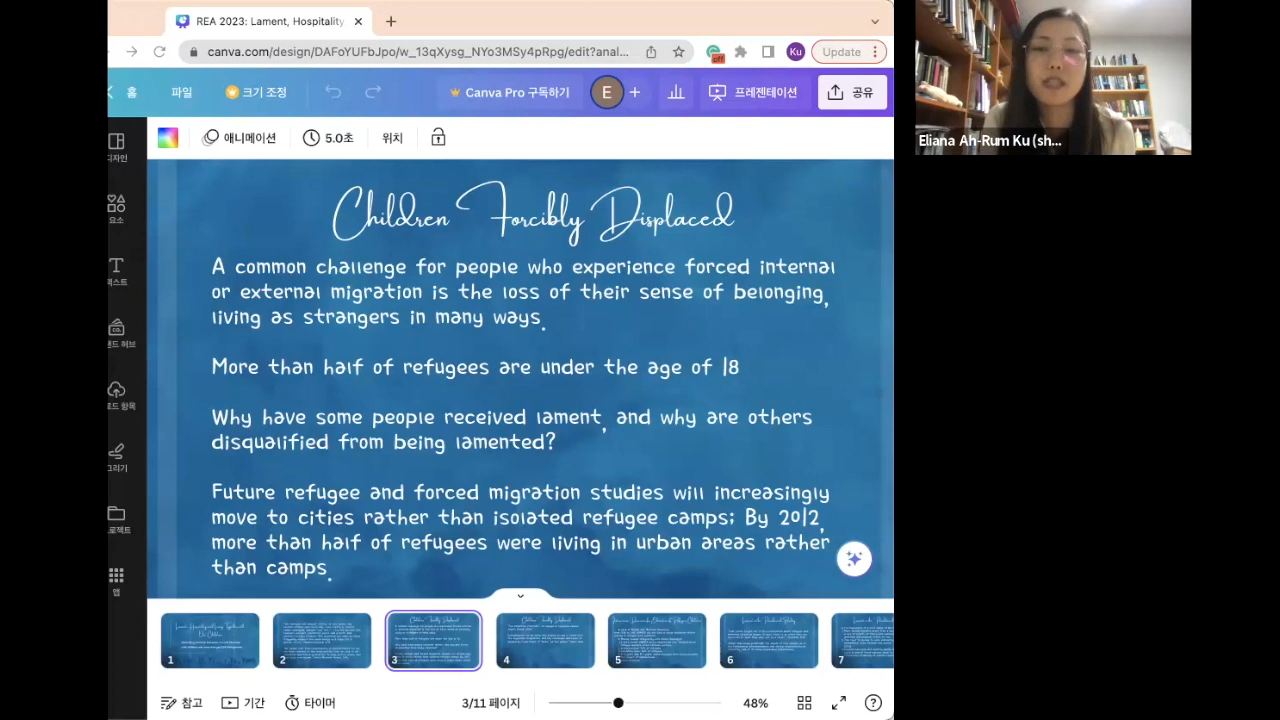 REA 2023: Lament, Hospitality
canva.com/design/DAFoYUFbJpo/w_13qXysg_NYo3MSy4pRpg/edit?anal...
off
Ku
Update
홈
파일
크기 조정
Canva Pro 구독하기
E
프레젠테이션
공유
애니메이션
5.0초
위치
요소
맵
Children Forcibly Displaced
A common challenge for people who experience forced internal
or external migration is the loss of their sense of belonging,
living as strangers in many ways.
More than half of refugees are under the age of 18
Why have some people received lament, and why are others
disqualified from being lamented?
Future refugee and forced migration studies will increasingly
move to cities rather than isolated refugee camps; By 2012,
more than half of refugees were living in urban areas rather
than camps.
1
2
3
4
5
6
7
참고
기간
타이머
3/11 페이지
48%
Eliana Ah-Rum Ku (sh...